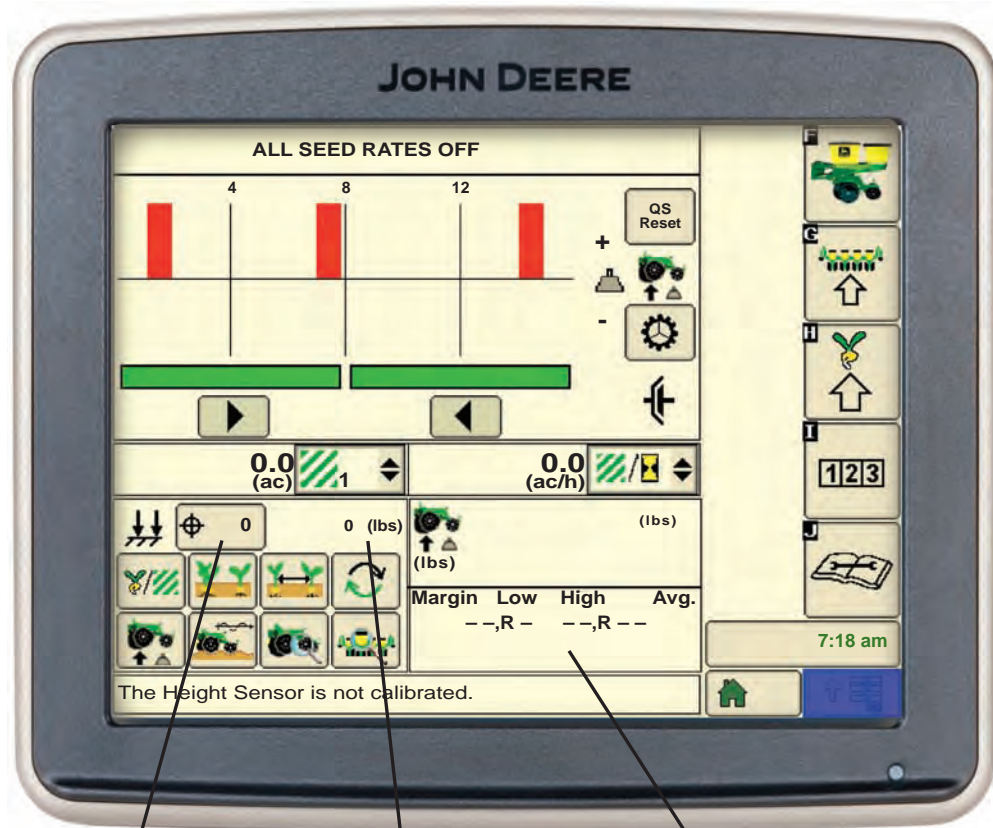 JOHN DEERE
ALL SEED RATES OFF
4 8 12
QS
Reset
+
-
0.0
(ac)
1
0.0
(ac/h)
/
0 0 (lbs)
(lbs)
(lbs)
/
Margin Low High Avg.
– –,R – – –,R – –
The Height Sensor is not calibrated.
F
G
H
I
123
J
7:18 am